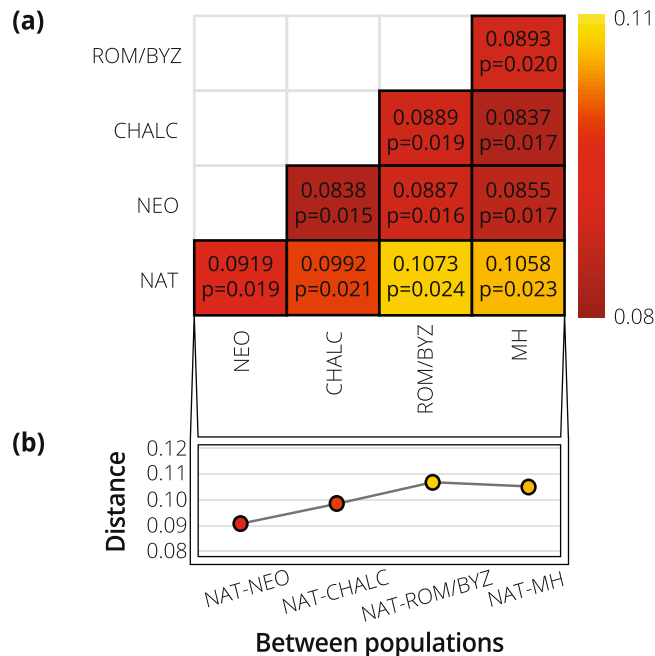 (a)
0.11
ROM/BYZ
0.0893
p=0.020
CHALC
0.0889
p=0.019
0.0837
p=0.017
NEO
0.0838
p=0.015
0.0887
p=0.016
0.0855
p=0.017
NAT
0.0919
p=0.019
0.0992
p=0.021
0.1073
p=0.024
0.1058
p=0.023
0.08
NEO
CHALC
ROM/BYZ
MH
(b)
Distance
0.12
0.11
0.10
0.09
0.08
NAT-NEO
NAT-CHALC
NAT-ROM/BYZ
NAT-MH
Between populations